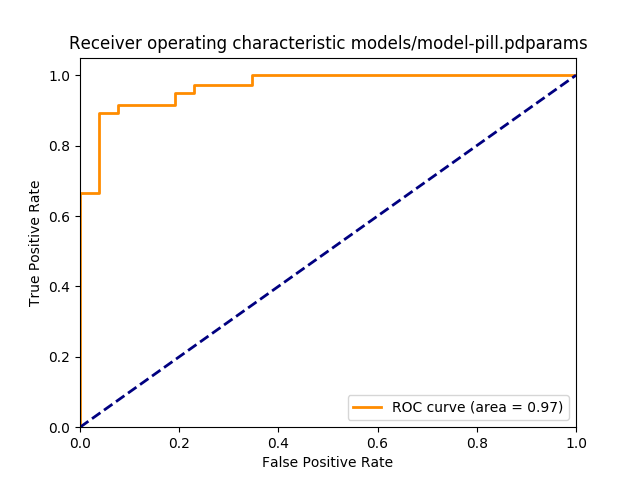 Receiver operating characteristic models/model-pill.pdparams
True Positive Rate
1.0
0.8
0.6
0.4
0.2
0.0
0.0 0.2 0.4 0.6 0.8 1.0
False Positive Rate
ROC curve (area = 0.97)